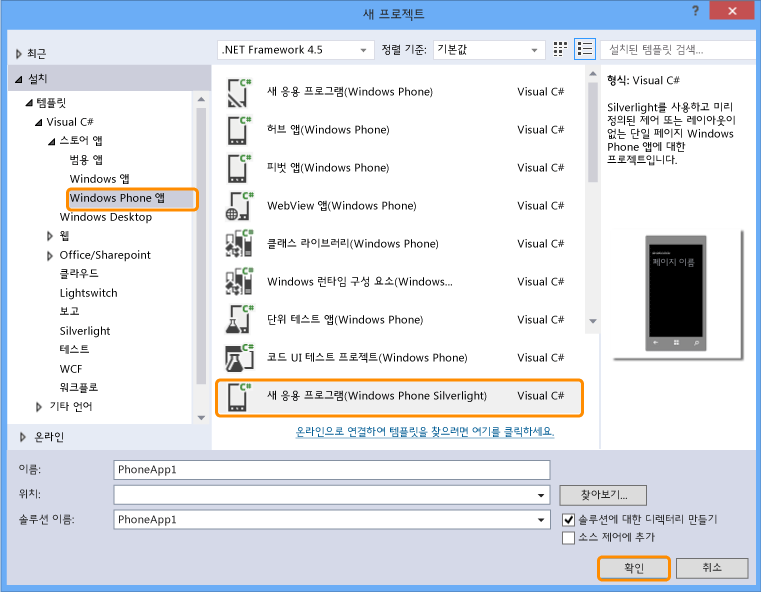 새 프로젝트
?
최근
.NET Framework 4.5
정렬 기준:
기본값
설치된 템플릿 검색...
설치
템플릿
Visual C#
스토어 앱
범용 앱
Windows 앱
Windows Phone 앱
Windows Desktop
웹
Office/Sharepoint
클라우드
Lightswitch
보고
Silverlight
테스트
WCF
워크플로
기타 언어
온라인
새 응용 프로그램(Windows Phone) Visual C#
허브 앱(Windows Phone) Visual C#
피벗 앱(Windows Phone) Visual C#
WebView 앱(Windows Phone) Visual C#
클래스 라이브러리(Windows Phone) Visual C#
Windows 런타임 구성 요소(Windows... Visual C#
단위 테스트 앱(Windows Phone) Visual C#
코드 UI 테스트 프로젝트(Windows Phone) Visual C#
새 응용 프로그램(Windows Phone Silverlight) Visual C#
온라인으로 연결하여 템플릿을 찾으려면 여기를 클릭하세요.
형식: Visual C#
Silverlight를 사용하고 미리
정의된 제어 또는 레이아웃이
없는 단일 페이지 Windows
Phone 앱에 대한
프로젝트입니다.
페이지 이름
이름:
PhoneApp1
위치:
찾아보기...
솔루션 이름:
PhoneApp1
솔루션에 대한 디렉터리 만들기
소스 제어에 추가
확인
취소